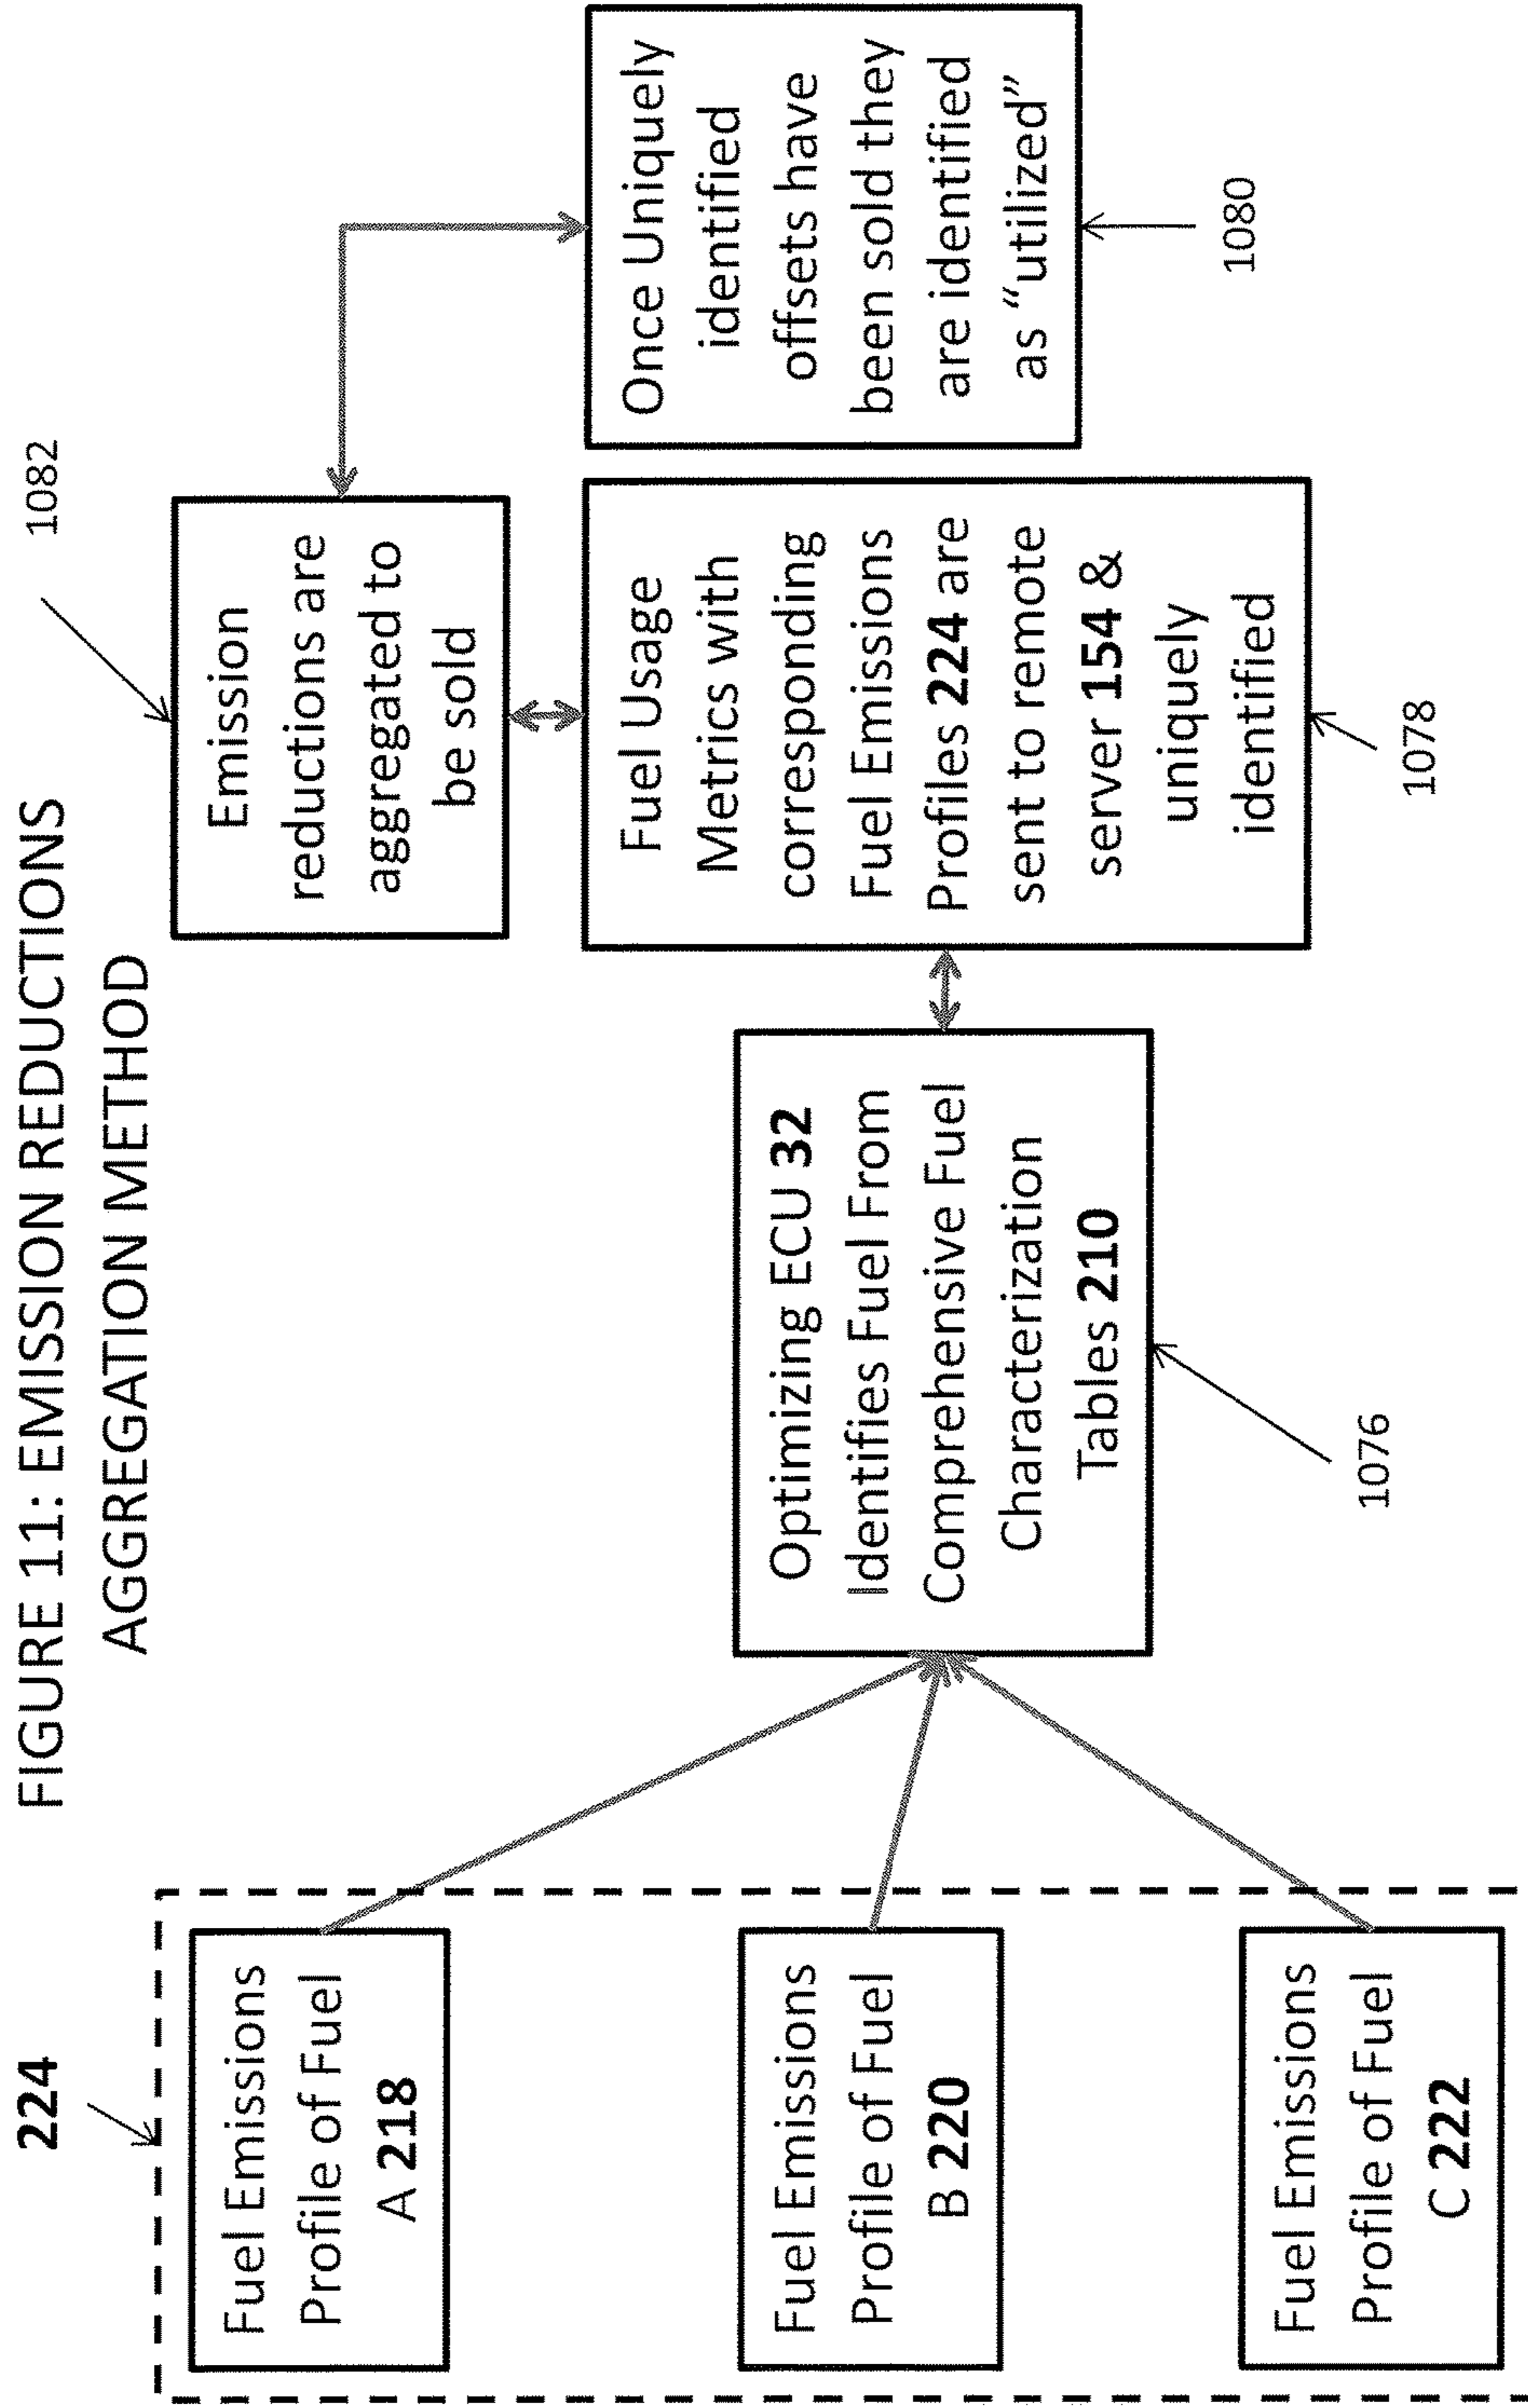 FIGURE 11: EMISSION REDUCTIONS
AGGREGATION METHOD
224
Fuel Emissions
Profile of Fuel
A 218
Fuel Emissions
Profile of Fuel
B 220
Fuel Emissions
Profile of Fuel
C 222
Optimizing ECU 32
Identifies Fuel From
Comprehensive Fuel
Characterization
Tables 210
1076
1082
Emission
reductions are
aggregated to
be sold
Fuel Usage
Metrics with
corresponding
Fuel Emissions
Profiles 224 are
sent to remote
server 154 &
uniquely
identified
1078
Once Uniquely
identified
offsets have
been sold they
are identified
as “utilized”
1080